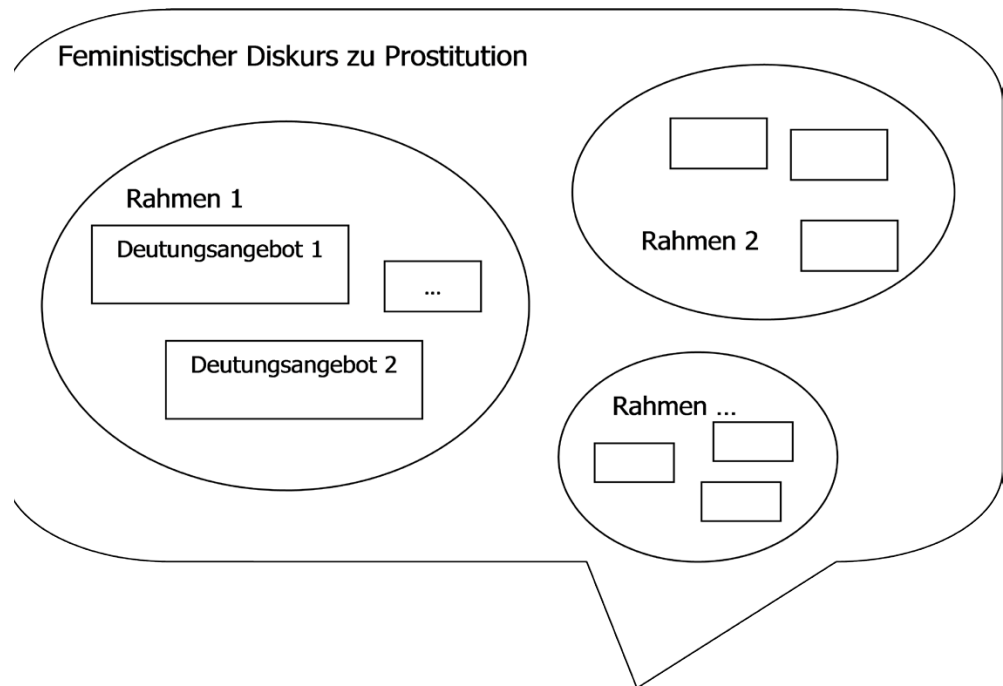 Feministischer Diskurs zu Prostitution
Rahmen 1
Deutungsangebot 1
...
Deutungsangebot 2
Rahmen 2
Rahmen ...